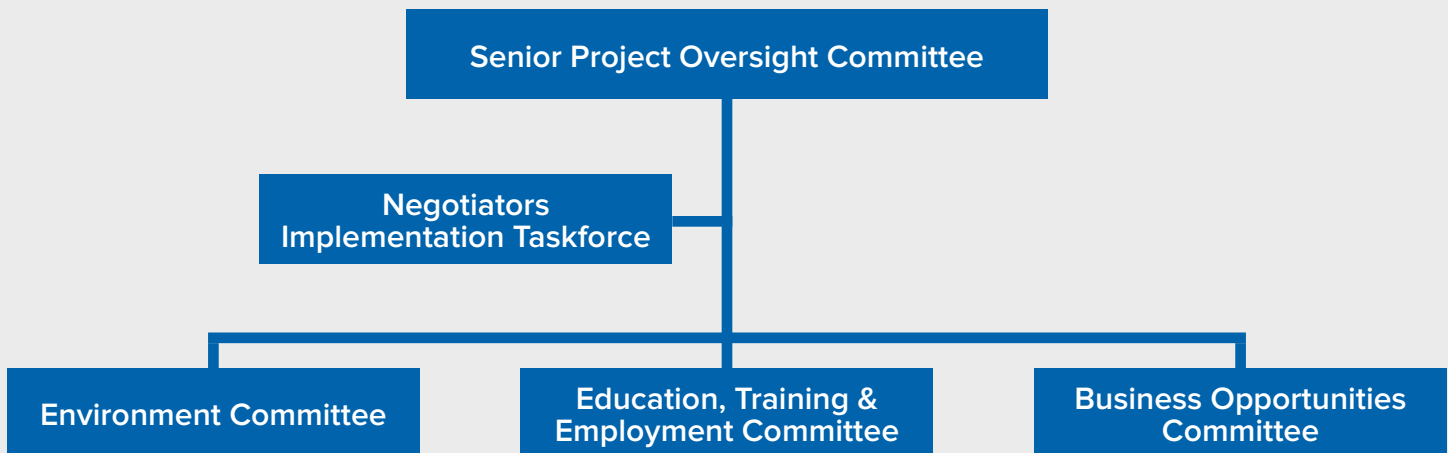 Senior Project Oversight Committee
Negotiators
Implementation Taskforce
Environment Committee
Education, Training &
Employment Committee
Business Opportunities
Committee